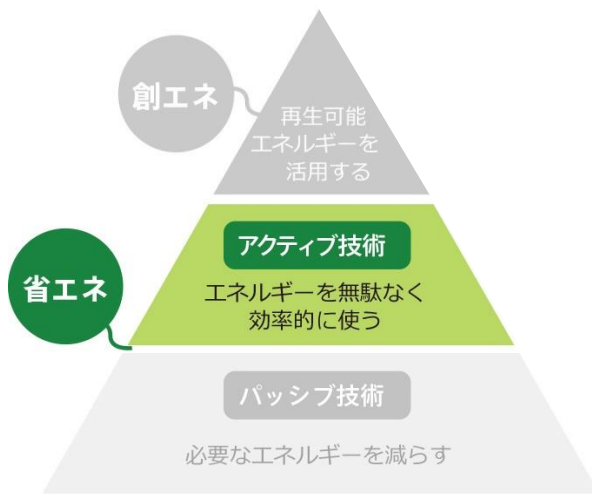 創エネ
再生可能
エネルギーを
活用する
アクティブ技術
省エネ
エネルギーを無駄なく
効率的に使う
パッシブ技術
必要なエネルギーを減らす